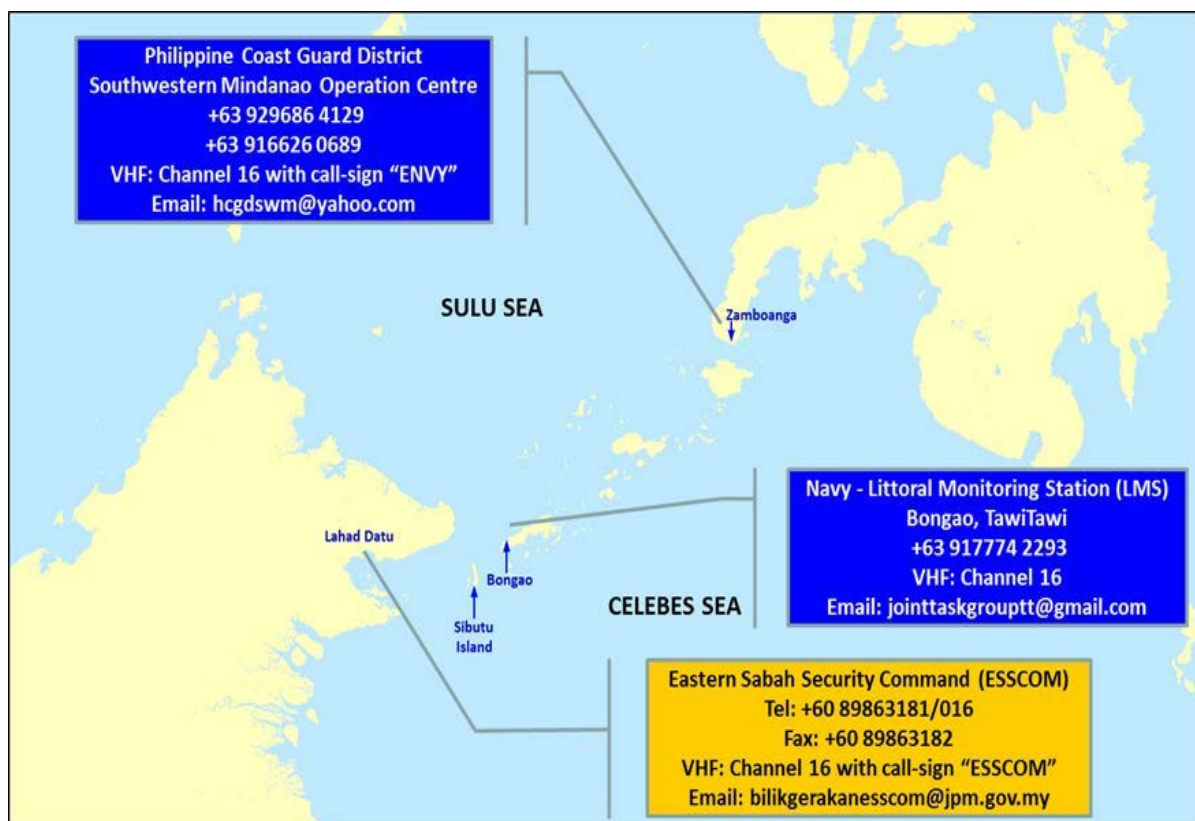 Philippine Coast Guard District
Southwestern Mindanao Operation Centre
+63 929686 4129
+63 916626 0689
VHF: Channel 16 with call-sign “ENVY”
Email: hcgdswm@yahoo.com
SULU SEA
Zamboanga
Navy - Littoral Monitoring Station (LMS)
Bongao, TawiTawi
+63 917774 2293
VHF: Channel 16
Email: jointtaskgrouptt@gmail.com
Lahad Datu
Bongao
CELEBES SEA
Sibutu
Island
Eastern Sabah Security Command (ESSCOM)
Tel: +60 89863181/016
Fax: +60 89863182
VHF: Channel 16 with call-sign “ESSCOM”
Email: bilikgerakanesscom@jpm.gov.my